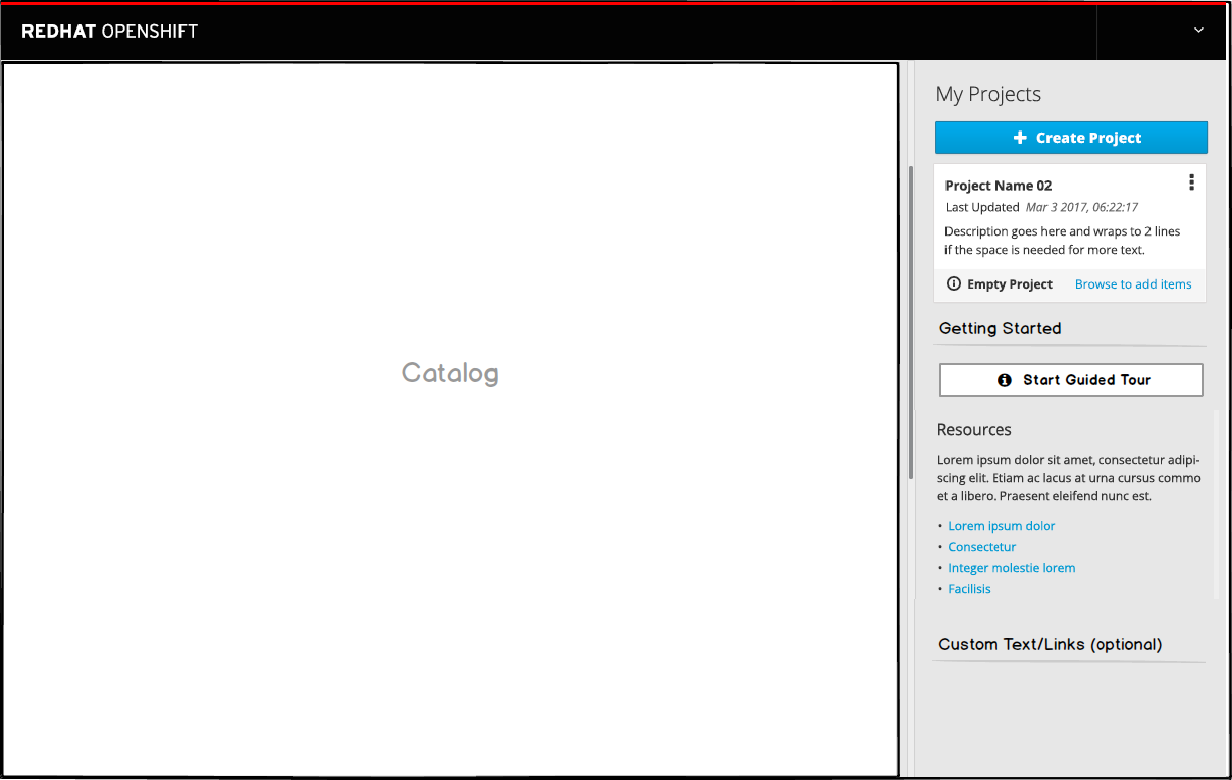 REDHAT OPENSHIFT
Catalog
My Projects
Create Project
Project Name 02
Last Updated Mar 3 2017, 06:22:17
Description goes here and wraps to 2 lines
if the space is needed for more text.
Empty Project Browse to add items
Getting Started
Start Guided Tour
Resources
Lorem ipsum dolor sit amet, consectetur adipi-
scing elit. Etiam ac lacus at urna cursus commo
et a libero. Praesent eleifend nunc est.
• Lorem ipsum dolor
• Consectetur
• Integer molestie lorem
• Facilisis
Custom Text/Links (optional)